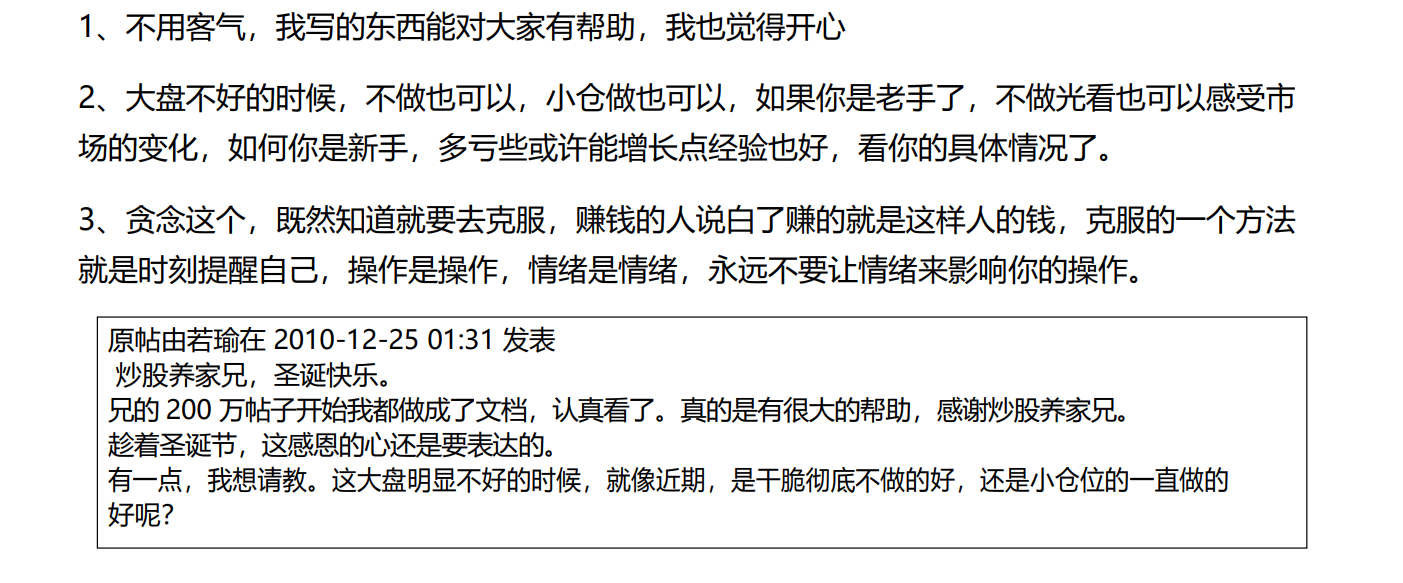 1、不用客气，我写的东西能对大家有帮助，我也觉得开心
2、大盘不好的时候，不做也可以，小仓做也可以，如果你是老手了，不做光看也可以感受市
场的变化，如何你是新手，多亏些或许能增长点经验也好，看你的具体情况了。
3、贪念这个，既然知道就要去克服，赚钱的人说白了赚的就是这样人的钱，克服的一个方法
就是时刻提醒自己，操作是操作，情绪是情绪，永远不要让情绪来影响你的操作。
原帖由若瑜在 2010-12-25 01:31 发表
炒股养家兄，圣诞快乐。
兄的 200 万帖子开始我都做成了文档，认真看了。真的是有很大的帮助，感谢炒股养家兄。
趁着圣诞节，这感恩的心还是要表达的。
有一点，我想请教。这大盘明显不好的时候，就像近期，是干脆彻底不做的好，还是小仓位的一直做的
好呢？